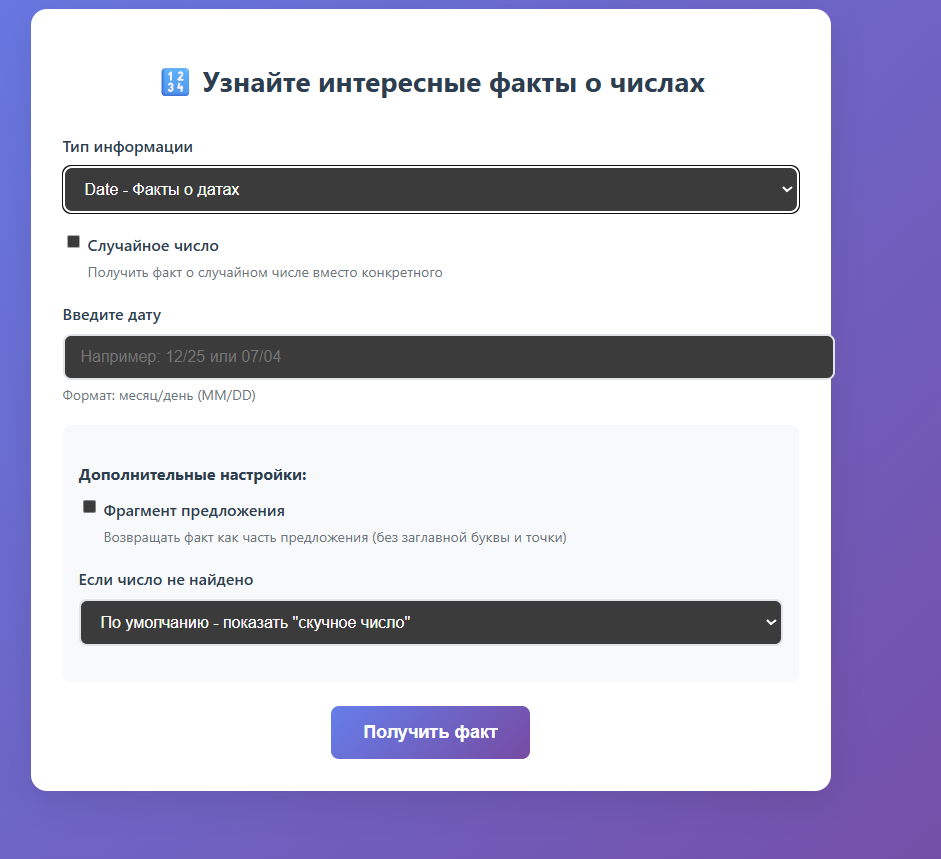 🔢 Узнайте интересные факты о числах
Тип информации
Date - Факты о датах
Случайное число
Получить факт о случайном числе вместо конкретного
Введите дату
Например: 12/25 или 07/04
Формат: месяц/день (MM/DD)
Дополнительные настройки:
Фрагмент предложения
Возвращать факт как часть предложения (без заглавной буквы и точки)
Если число не найдено
По умолчанию - показать "скучное число"
Получить факт